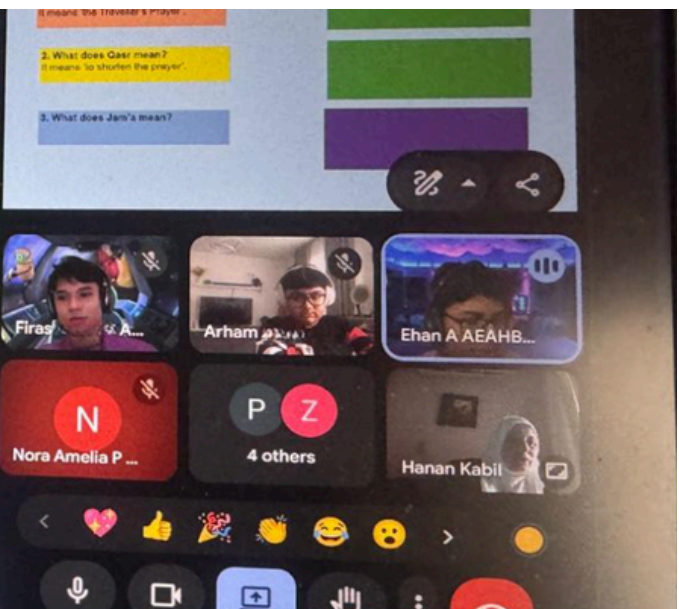 It means the Traveller's Prayer'.
2. What does Qasr mean?
It means 'to shorten the prayer'.
3. What does Jam'a mean?
Firas A...
Arham
Ehan A AEAHB...
N
Nora Amelia P ...
P Z
4 others
Hanan Kabil